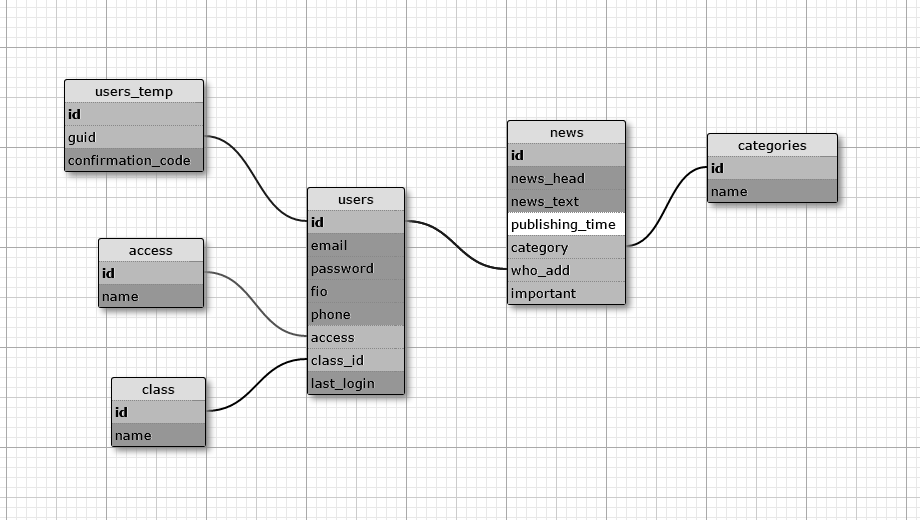 users_temp
id
guid
confirmation_code
access
id
name
class
id
name
users
id
email
password
fio
phone
access
class_id
last_login
news
id
news_head
news_text
publishing_time
category
who_add
important
categories
id
name